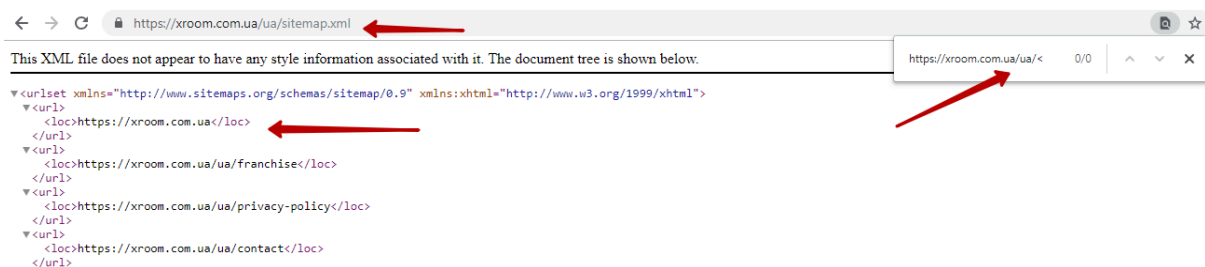 https://xroom.com.ua/ua/sitemap.xml
https://xroom.com.ua/ua/< 0/0
This XML file does not appear to have any style information associated with it. The document tree is shown below.
▼<urlset xmlns="http://www.sitemaps.org/schemas/sitemap/0.9" xmlns:xhtml="http://www.w3.org/1999/xhtml">
▼<url>
<loc>https://xroom.com.ua</loc>
</url>
▼<url>
<loc>https://xroom.com.ua/ua/franchise</loc>
</url>
▼<url>
<loc>https://xroom.com.ua/ua/privacy-policy</loc>
</url>
▼<url>
<loc>https://xroom.com.ua/ua/contact</loc>
</url>